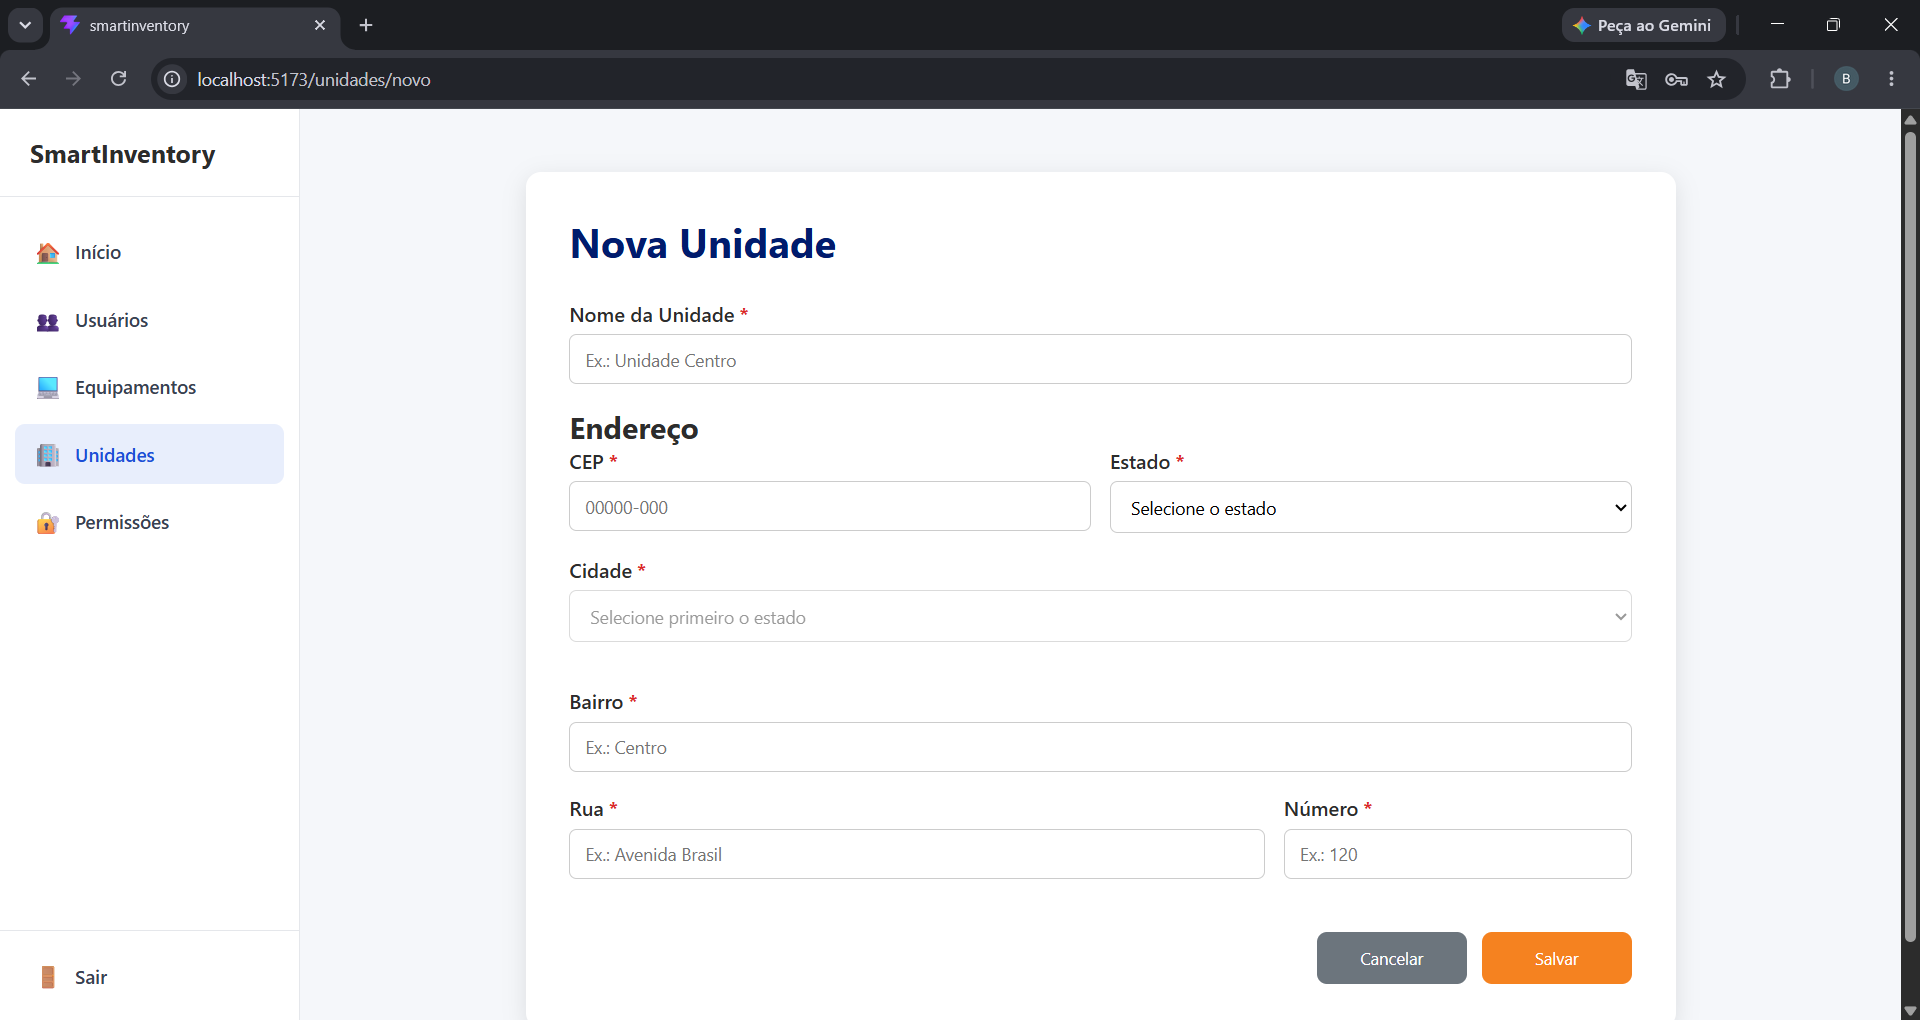 smartinventory
Peça ao Gemini
localhost:5173/unidades/novo
B
SmartInventory
Início
Usuários
Equipamentos
Unidades
Permissões
Sair
Nova Unidade
Nome da Unidade *
Ex.: Unidade Centro
Endereço
CEP * Estado *
00000-000 Selecione o estado
Cidade *
Selecione primeiro o estado
Bairro *
Ex.: Centro
Rua * Número *
Ex.: Avenida Brasil Ex.: 120
Cancelar Salvar